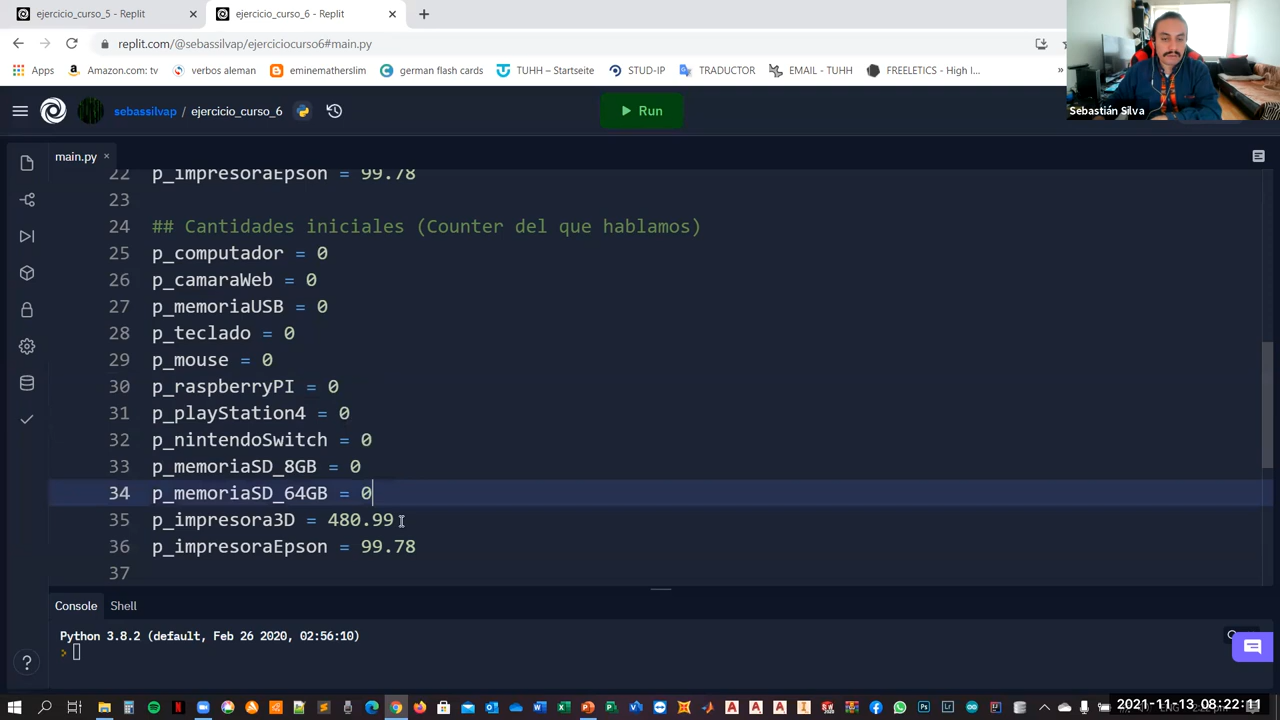 ejercicio_curso_5 - Replit
ejercicio_curso_6 - Replit
replit.com/@sebassilvap/ejerciciocurso6#main.py
Apps
Amazon.com: tv
verbos aleman
eminematherslim
german flash cards
TUHH – Startseite
STUD-IP
TRADUCTOR
EMAIL - TUHH
FREELETICS - High I...
»
Sebastián Silva
sebassilvap / ejercicio_curso_6
Run
main.py
22 p_impresoraEpson = 99.78
23
24 ## Cantidades iniciales (Counter del que hablamos)
25 p_computador = 0
26 p_camaraWeb = 0
27 p_memoriaUSB = 0
28 p_teclado = 0
29 p_mouse = 0
30 p_raspberryPI = 0
31 p_playStation4 = 0
32 p_nintendoSwitch = 0
33 p_memoriaSD_8GB = 0
34 p_memoriaSD_64GB = 0
35 p_impresora3D = 480.99
36 p_impresoraEpson = 99.78
37
Console
Shell
Python 3.8.2 (default, Feb 26 2020, 02:56:10)
>
?
2021-11-13 08:22:11